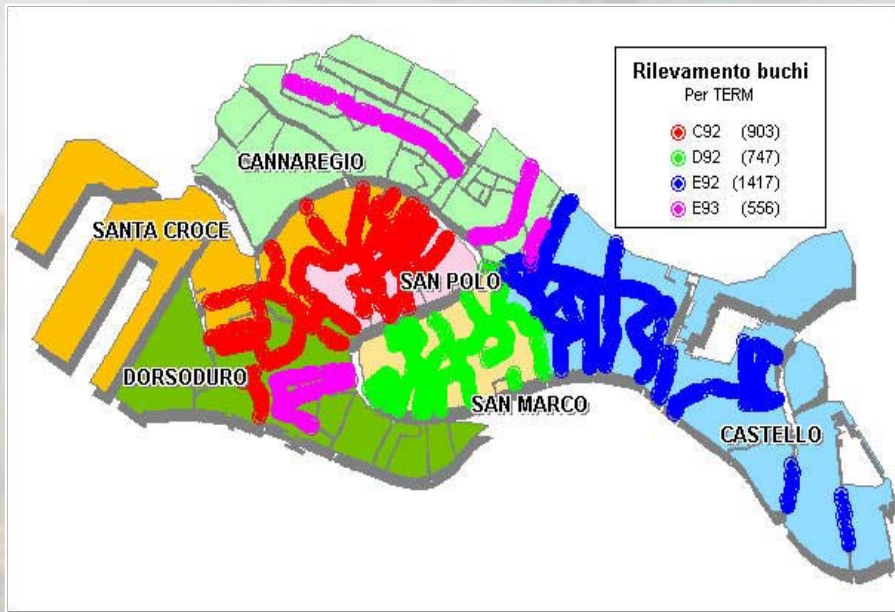 Rilevamento buchi
Per TERM
C92 (903)
D92 (747)
E92 (1417)
E93 (556)
CANNAREGIO
SANTA CROCE
SAN POLO
DORSODURO
SAN MARCO
CASTELLO